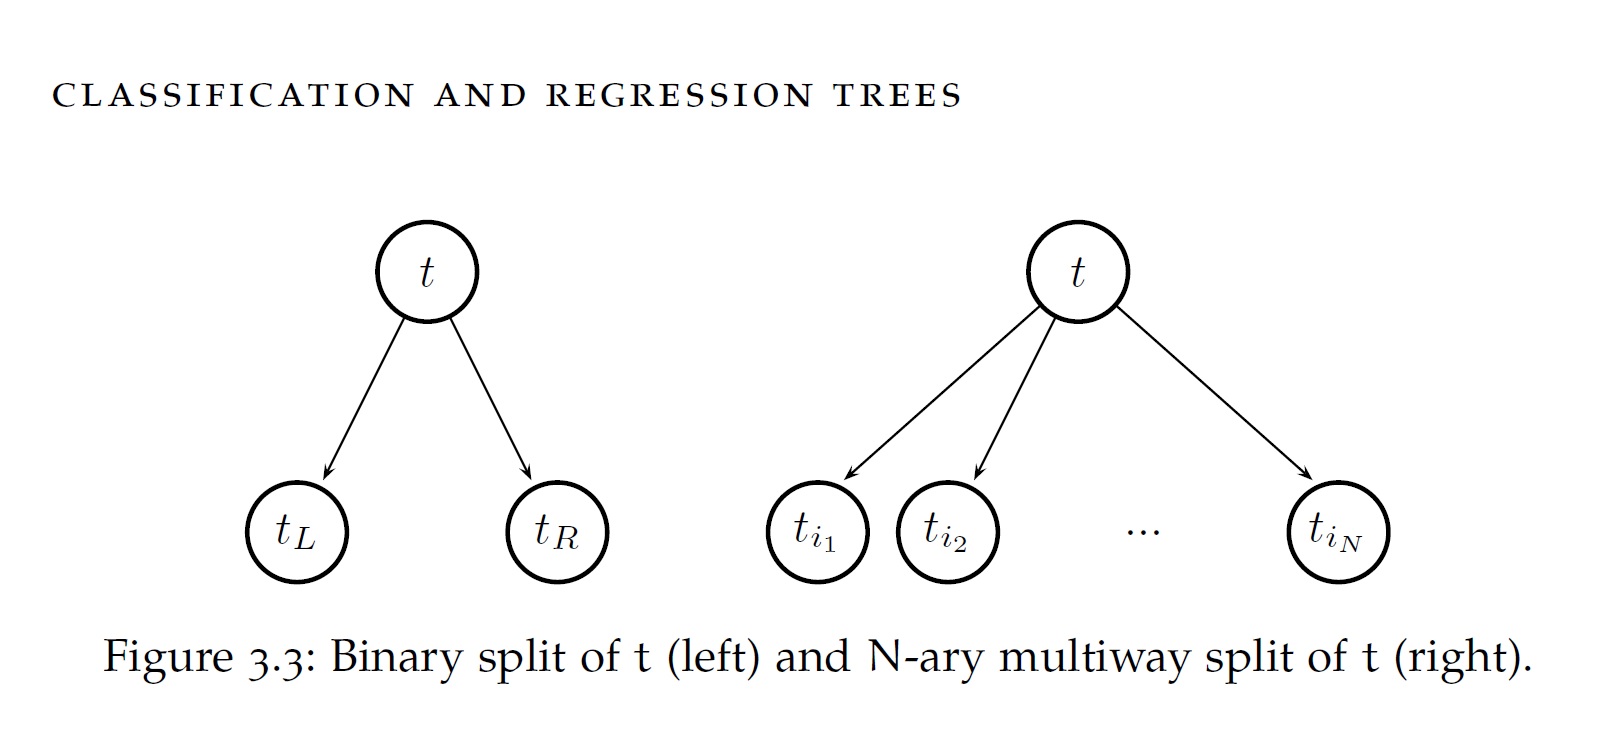 CLASSIFICATION AND REGRESSION TREES
t
t
t_L
t_R
t_{i_1}
t_{i_2}
...
t_{i_N}
Figure 3.3: Binary split of t (left) and N-ary multiway split of t (right).